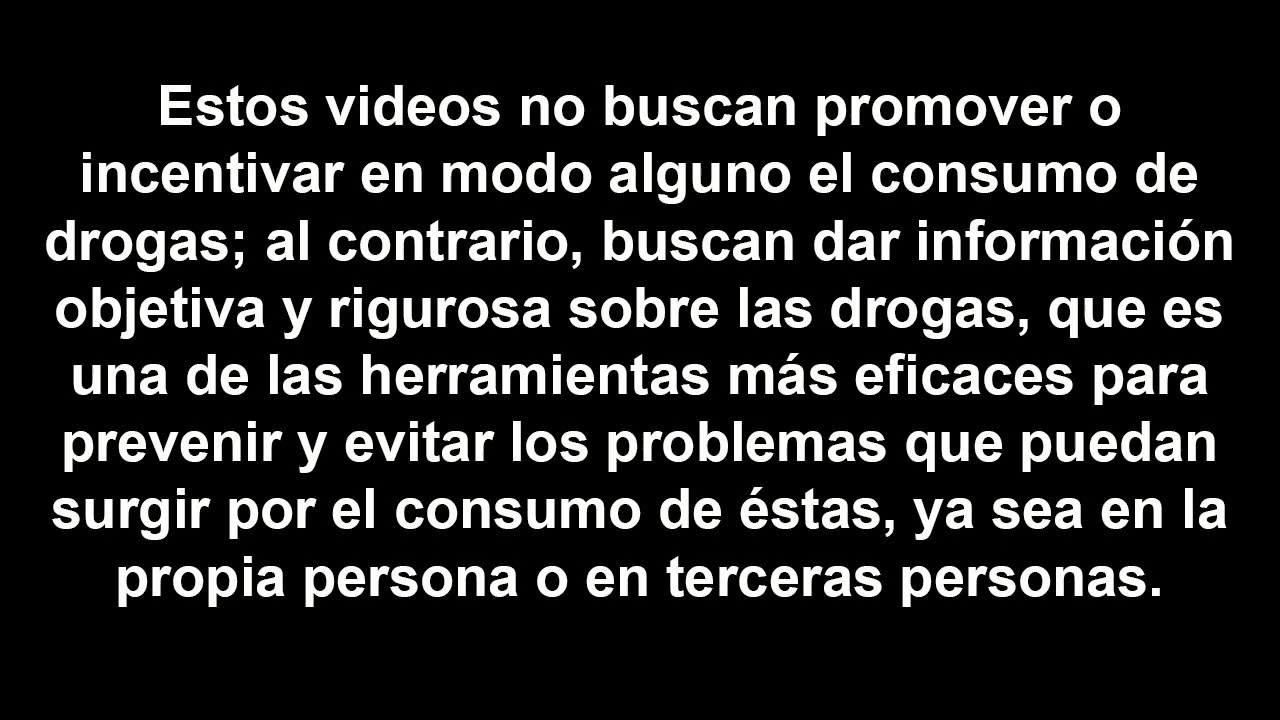 Estos videos no buscan promover o
incentivar en modo alguno el consumo de
drogas; al contrario, buscan dar información
objetiva y rigurosa sobre las drogas, que es
una de las herramientas más eficaces para
prevenir y evitar los problemas que puedan
surgir por el consumo de éstas, ya sea en la
propia persona o en terceras personas.